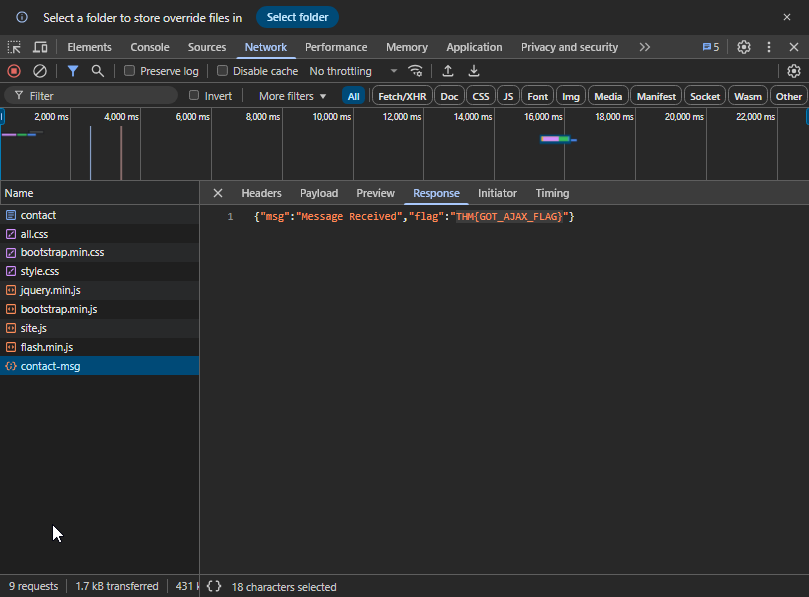 Select a folder to store override files in Select folder
Elements Console Sources Network Performance Memory Application Privacy and security 5
Preserve log Disable cache No throttling
Filter Invert More filters All Fetch/XHR Doc CSS JS Font Img Media Manifest Socket Wasm Other
2,000 ms 4,000 ms 6,000 ms 8,000 ms 10,000 ms 12,000 ms 14,000 ms 16,000 ms 18,000 ms 20,000 ms 22,000 ms
Name Headers Payload Preview Response Initiator Timing
1 {"msg":"Message Received","flag":"THM{GOT_AJAX_FLAG}"}
contact
all.css
bootstrap.min.css
style.css
jquery.min.js
bootstrap.min.js
site.js
flash.min.js
contact-msg
9 requests 1.7 kB transferred 431 {} 18 characters selected